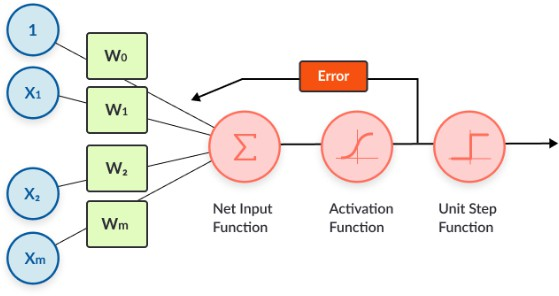 1
W0
Error
X1
W1
Σ
W2
X2
Wm
Net Input
Function
Activation
Function
Unit Step
Function
Xm